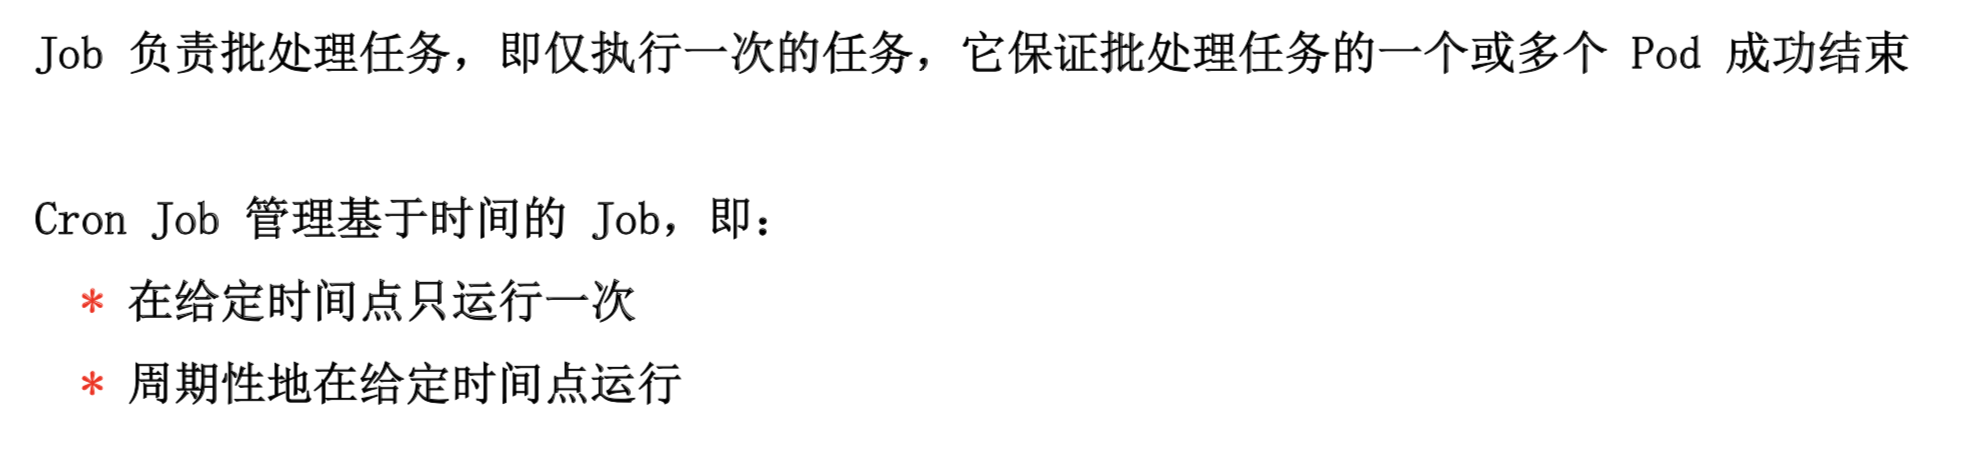 Job 负责批处理任务，即仅执行一次的任务，它保证批处理任务的一个或多个 Pod 成功结束
Cron Job 管理基于时间的 Job，即：
* 在给定时间点只运行一次
* 周期性地在给定时间点运行